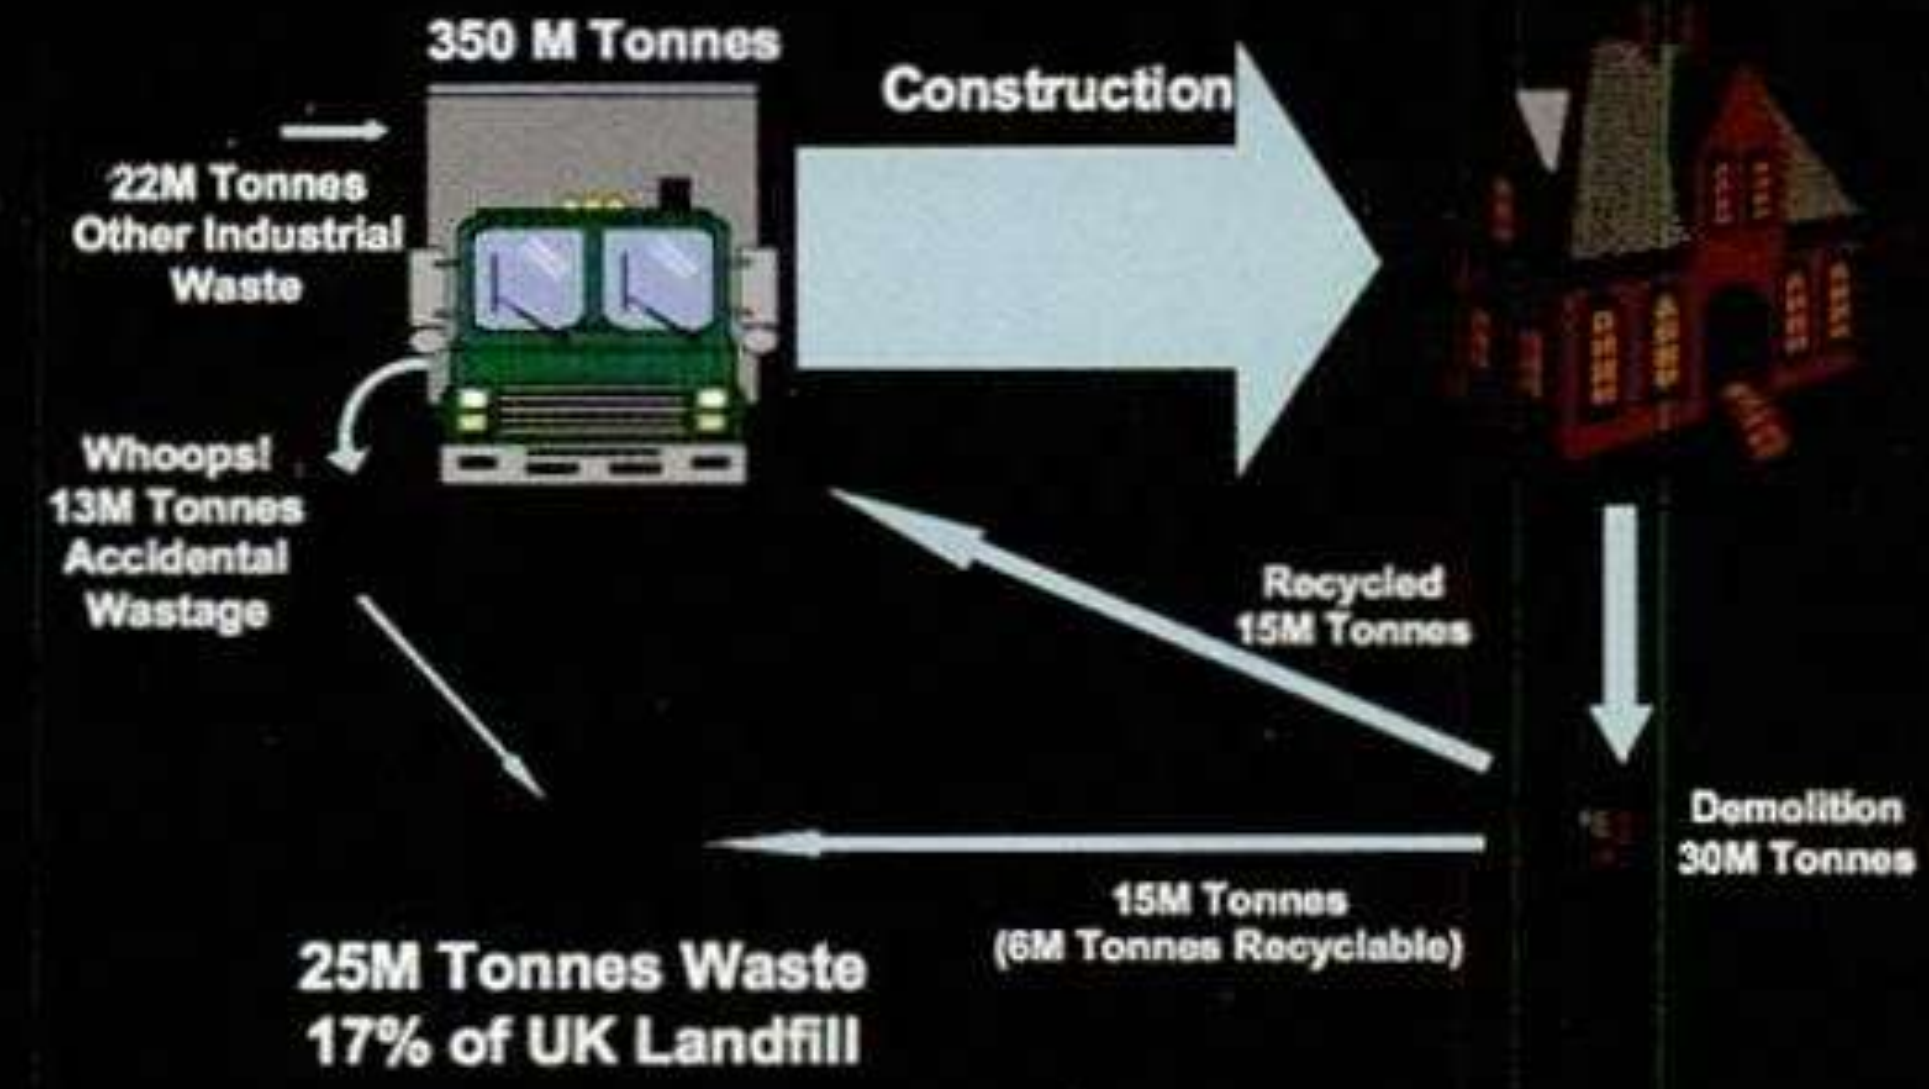 350 M Tonnes
Construction
22M Tonnes
Other Industrial
Waste
Whoops!
13M Tonnes
Accidental
Wastage
Recycled
15M Tonnes
Demolition
30M Tonnes
15M Tonnes
(6M Tonnes Recyclable)
25M Tonnes Waste
17% of UK Landfill